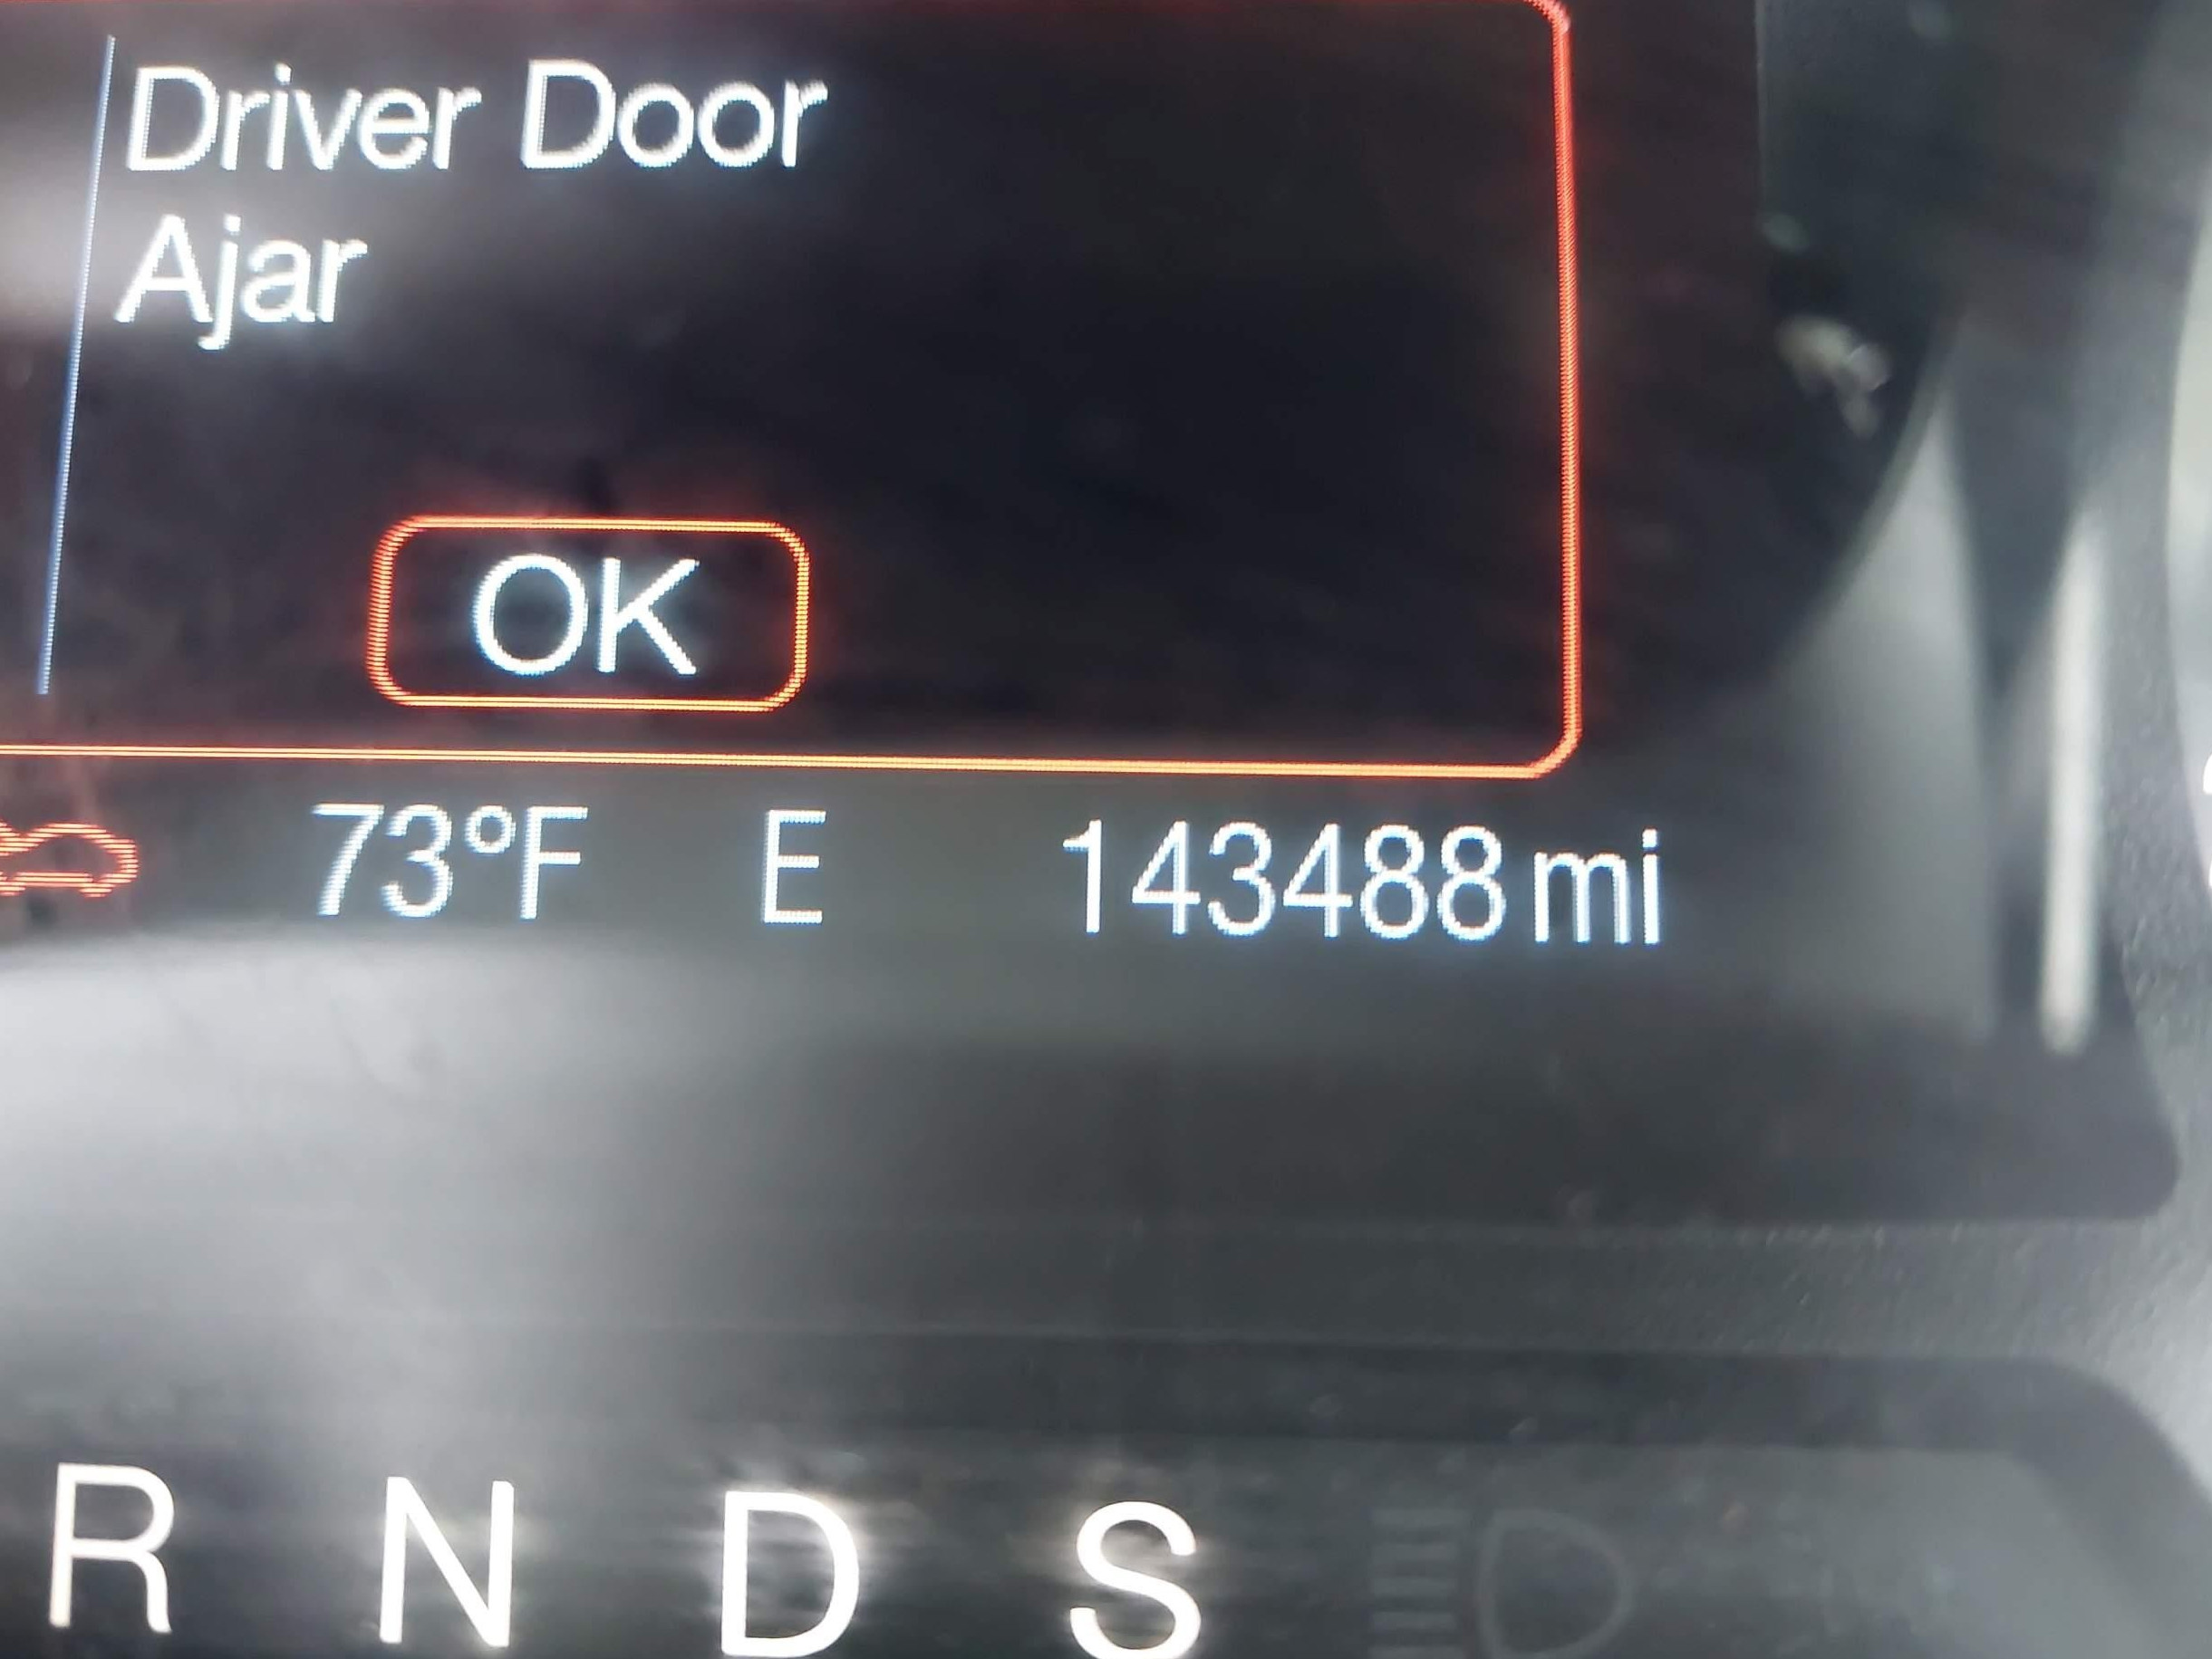 Driver Door
Ajar
OK
73°F E 143488 mi
R N D S